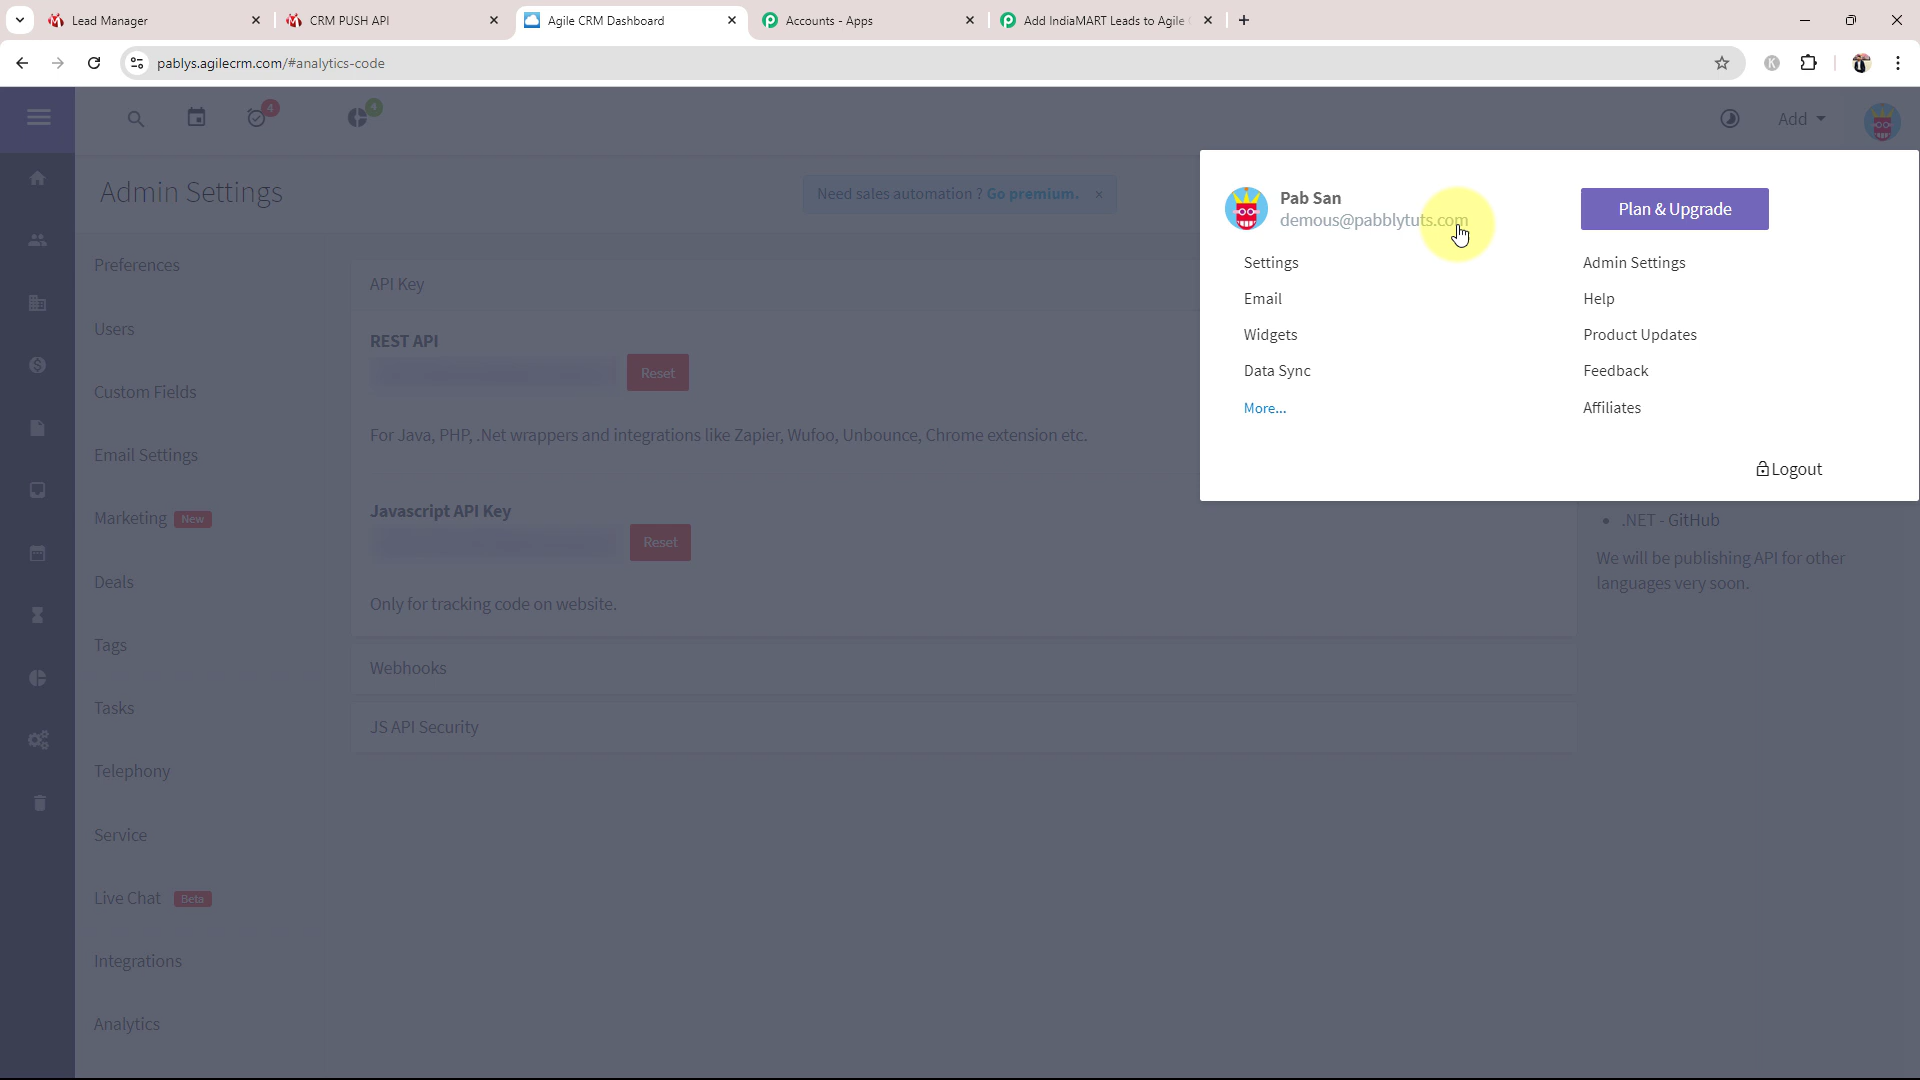 Lead Manager
CRM PUSH API
Agile CRM Dashboard
Accounts - Apps
Add IndiaMART Leads to Agile
pablys.agilecrm.com/#analytics-code
K
4
4
Add
Admin Settings
Need sales automation ? Go premium. ×
Pab San
demous@pabblytuts.com
Plan & Upgrade
Settings
Admin Settings
Email
Help
Widgets
Product Updates
Data Sync
Feedback
More...
Affiliates
Logout
Preferences
Users
Custom Fields
Email Settings
Marketing New
Deals
Tags
Tasks
Telephony
Service
Live Chat Beta
Integrations
Analytics
API Key
REST API
Reset
For Java, PHP, .Net wrappers and integrations like Zapier, Wufoo, Unbounce, Chrome extension etc.
Javascript API Key
Reset
Only for tracking code on website.
Webhooks
JS API Security
• .NET - GitHub
We will be publishing API for other
languages very soon.